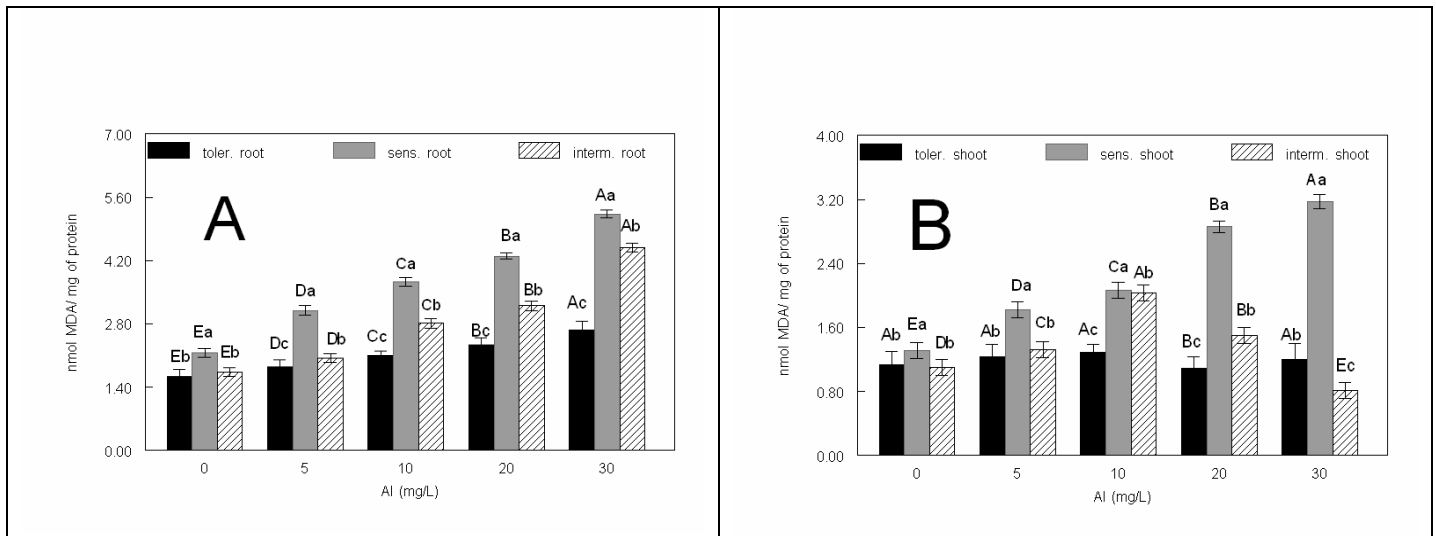 7.00
toler. root sens. root interm. root
5.60
4.20
2.80
1.40
0.00
nmol MDA/ mg of protein
A
Eb Ea Eb
Dc Da Db
Cc Ca Cb
Bc Ba Bb
Ac Aa Ab
0 5 10 20 30
Al (mg/L)
4.00
toler. shoot sens. shoot interm. shoot
3.20
2.40
1.60
0.80
0.00
nmol MDA/ mg of protein
B
Ab Ea Db
Ab Da Cb
Ac Ca Ab
Bc Ba Bb
Ab Aa Ec
0 5 10 20 30
Al (mg/L)